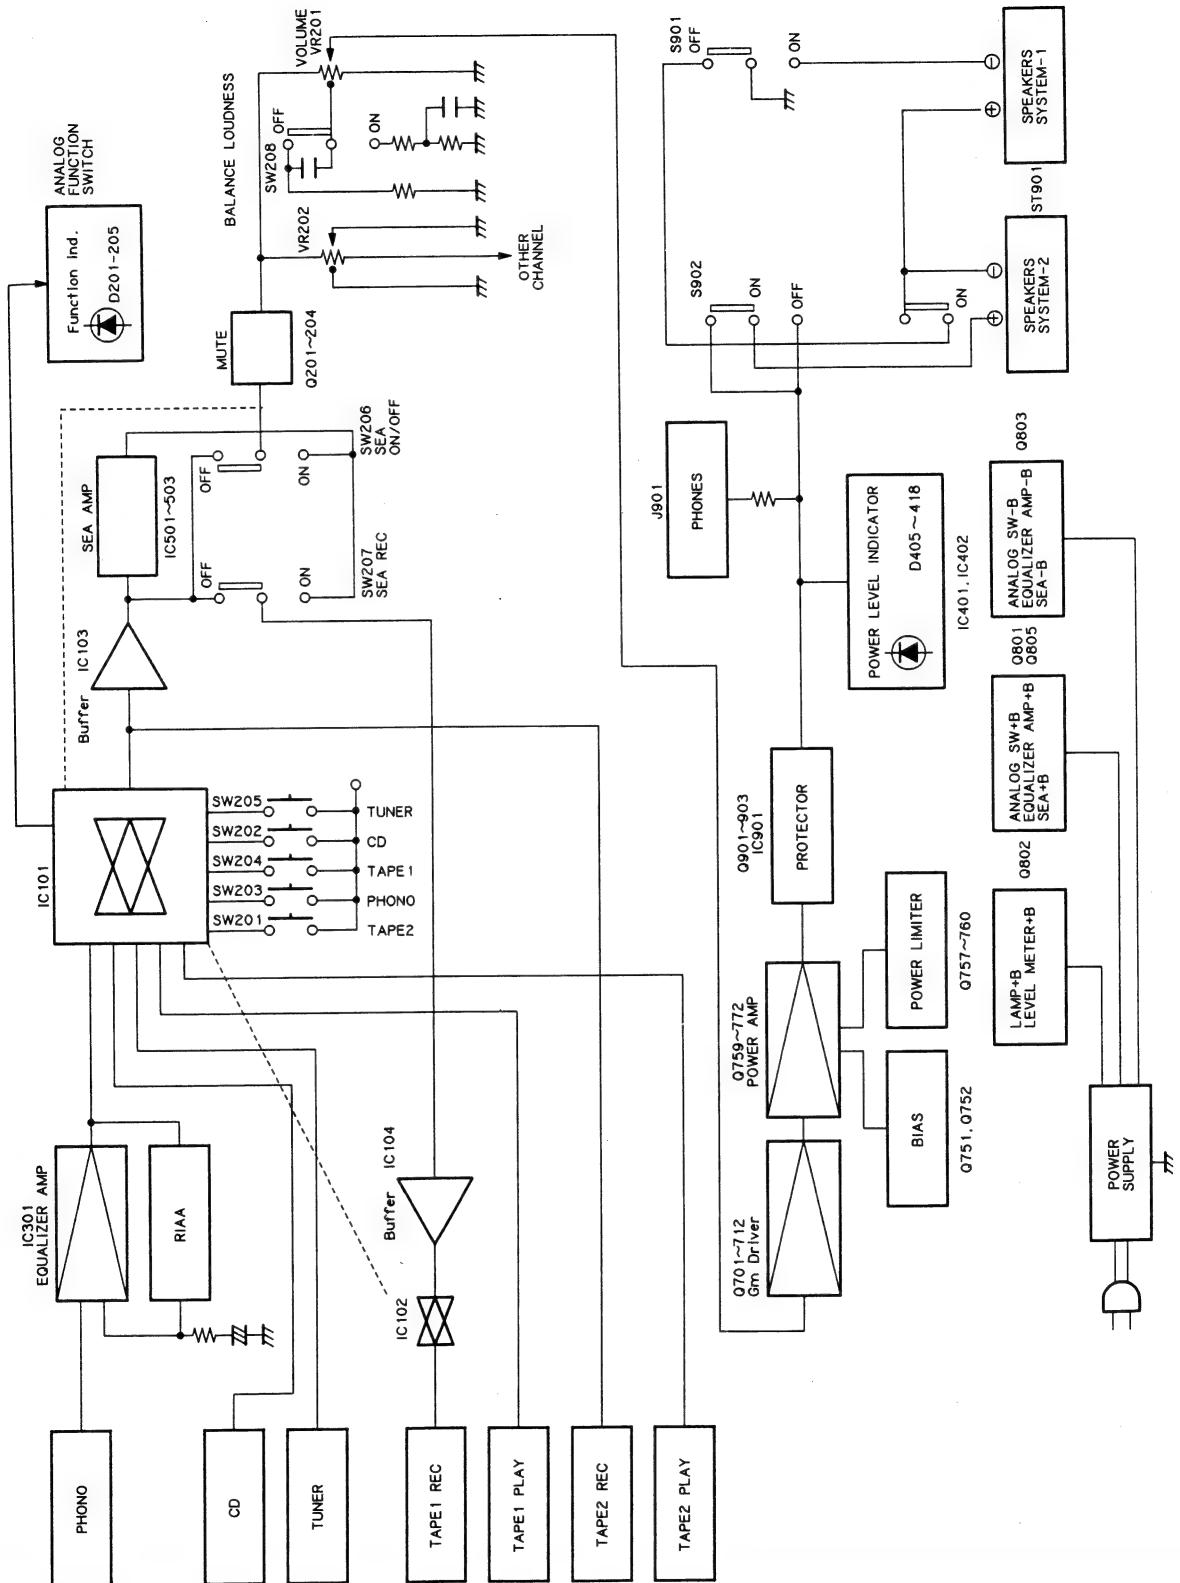 PHONO
CD
TUNER
TAPE1 REC
TAPE1 PLAY
TAPE2 REC
TAPE2 PLAY
IC301
EQUALIZER AMP
RIAA
IC102
Buffer
IC104
IC101
SW205
SW202
SW204
SW203
SW201
TUNER
CD
TAPE1
PHONO
TAPE2
Buffer
IC103
SEA AMP
IC501~503
OFF
ON
SW207
SEA REC
OFF
ON
SW206
SEA
ON/OFF
MUTE
Q201~204
ANALOG
FUNCTION
SWITCH
Function Ind.
D201-205
BALANCE LOUDNESS
VOLUME
VR201
SW208
OFF
ON
VR202
OTHER
CHANNEL
Q701~712
Gm Driver
Q759~772
POWER AMP
BIAS
Q751,Q752
POWER LIMITER
Q757~760
Q901~903
IC901
PROTECTOR
POWER LEVEL INDICATOR
D405~418
IC401,IC402
J901
PHONES
S902
ON
OFF
ON
S901
OFF
ON
SPEAKERS
SYSTEM-1
ST901
SPEAKERS
SYSTEM-2
POWER
SUPPLY
LAMP+B
LEVEL METER+B
Q802
ANALOG SW+B
EQUALIZER AMP+B
SEA+B
Q801
Q805
ANALOG SW-B
EQUALIZER AMP-B
SEA-B
Q803